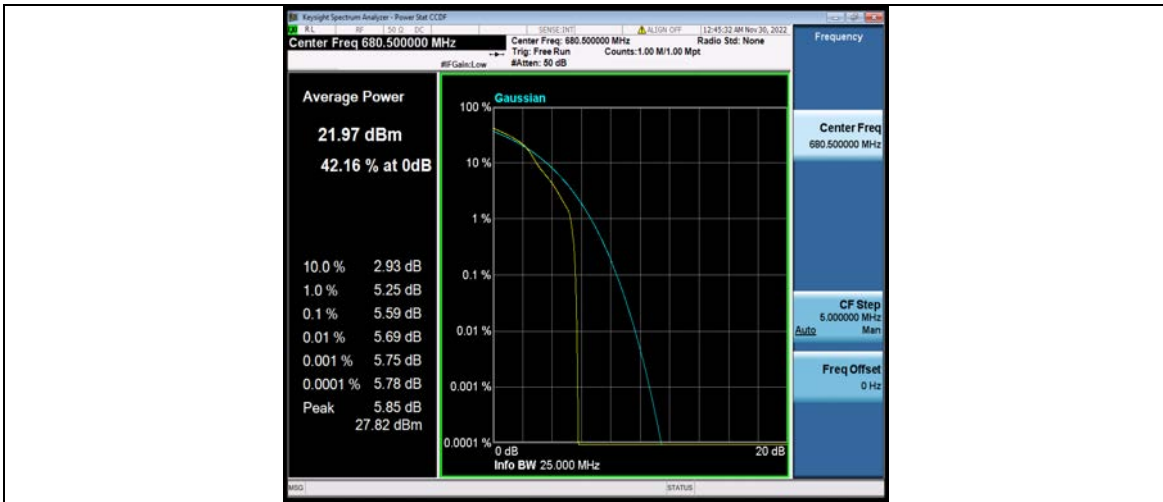 Keysight Spectrum Analyzer - Power Stat CCDF
RL RF 50 Ω DC SENSE:INT ALIGN OFF 12:45:32 AM Nov 30, 2022
Center Freq 680.500000 MHz
Center Freq: 680.500000 MHz Radio Std: None
Trig: Free Run Counts:1.00 M/1.00 Mpt
#IFGain:Low #Atten: 50 dB
Frequency
Average Power
21.97 dBm
42.16 % at 0dB
10.0 % 2.93 dB
1.0 % 5.25 dB
0.1 % 5.59 dB
0.01 % 5.69 dB
0.001 % 5.75 dB
0.0001 % 5.78 dB
Peak 5.85 dB
27.82 dBm
Gaussian
100 %
10 %
1 %
0.1 %
0.01 %
0.001 %
0.0001 %
0 dB 20 dB
Info BW 25.000 MHz
Center Freq
680.500000 MHz
CF Step
5.000000 MHz
Auto Man
Freq Offset
0 Hz
MSG STATUS